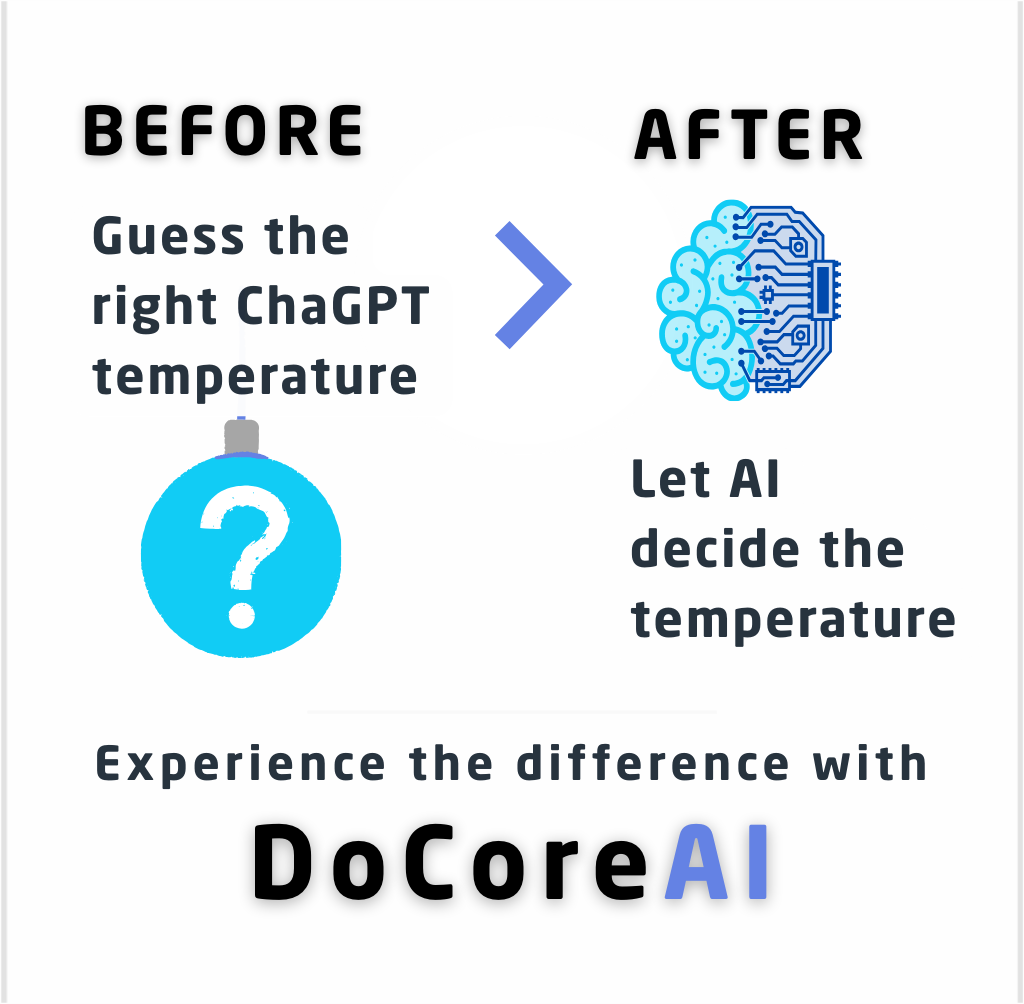 BEFORE
Guess the
right ChaGPT
temperature
?
AFTER
Let AI
decide the
temperature
Experience the difference with
DoCoreAI